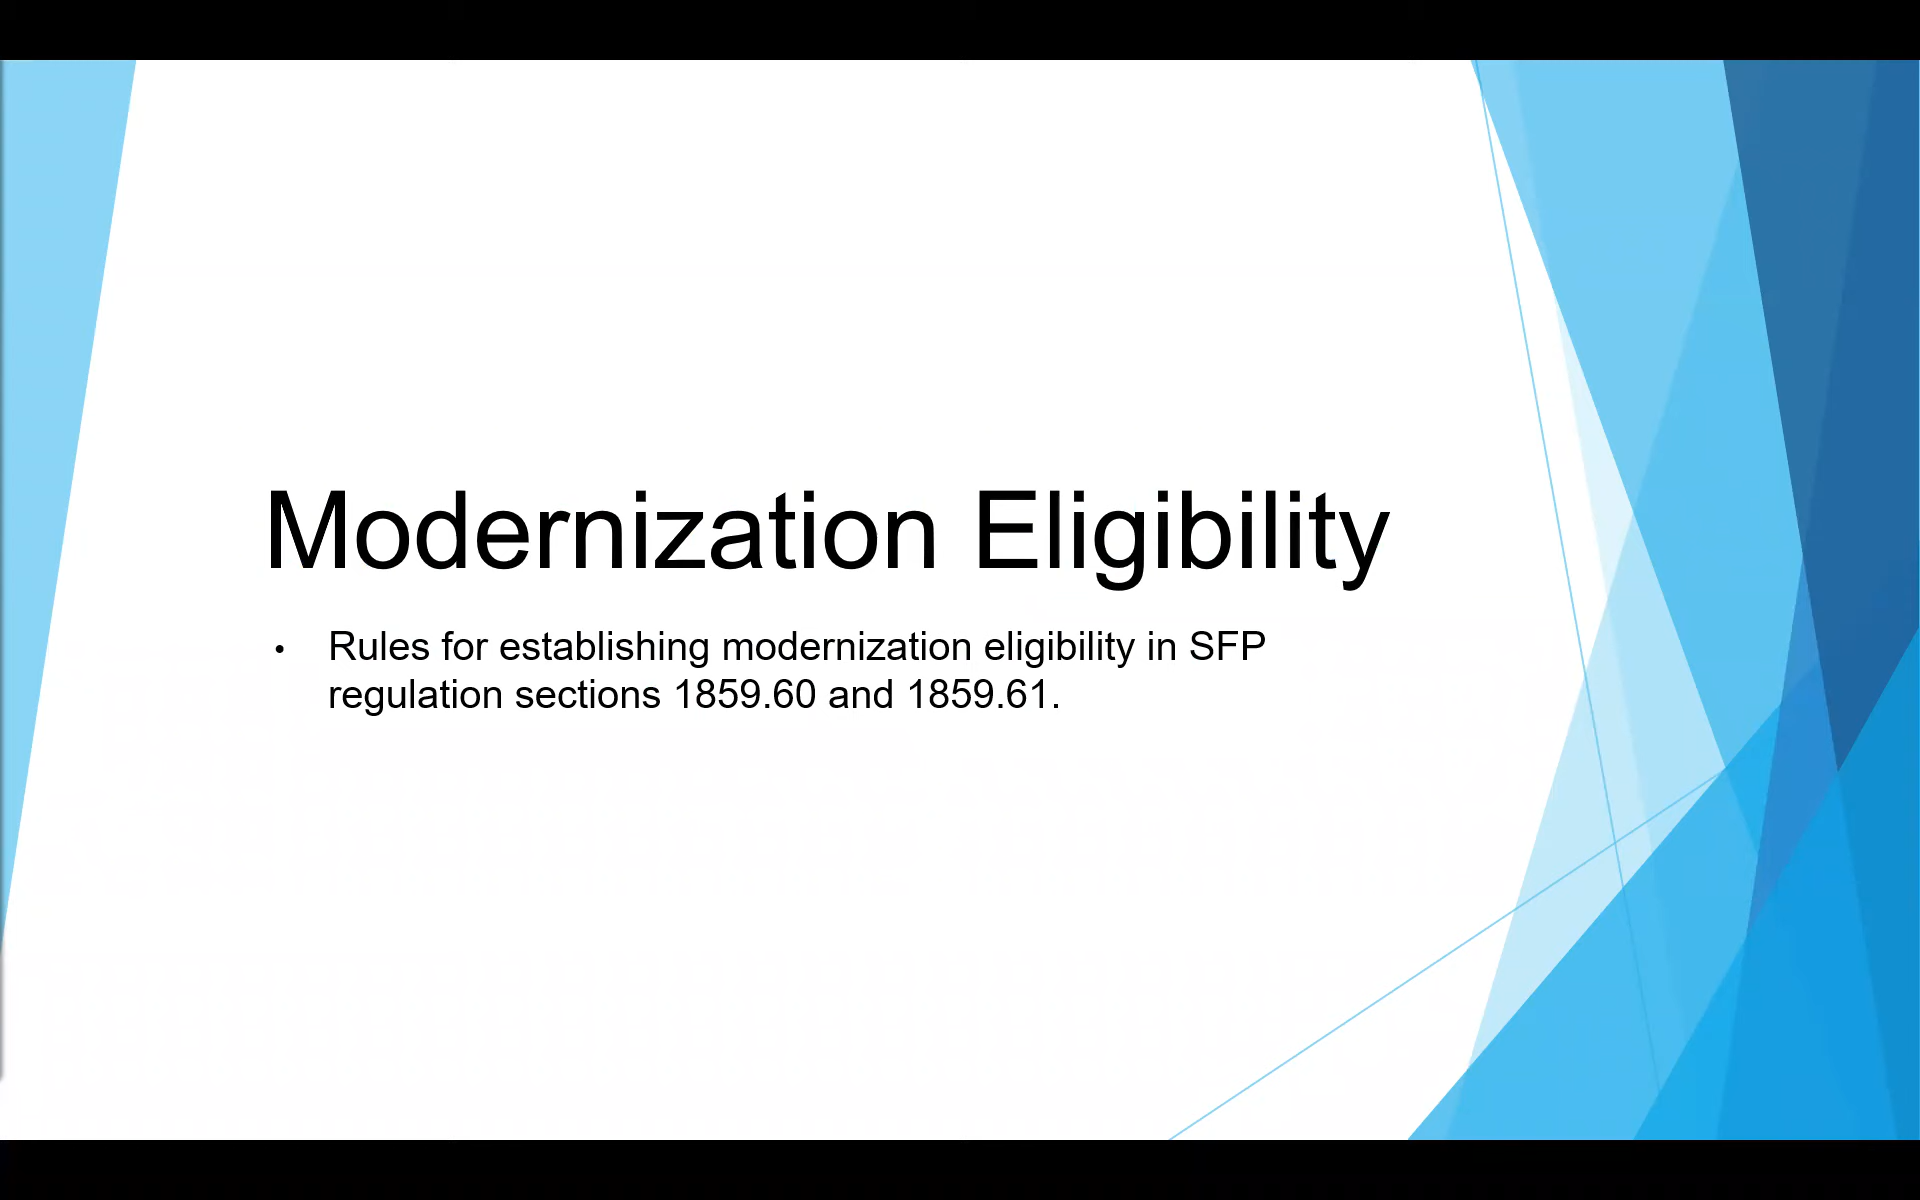 Modernization Eligibility
• Rules for establishing modernization eligibility in SFP
regulation sections 1859.60 and 1859.61.